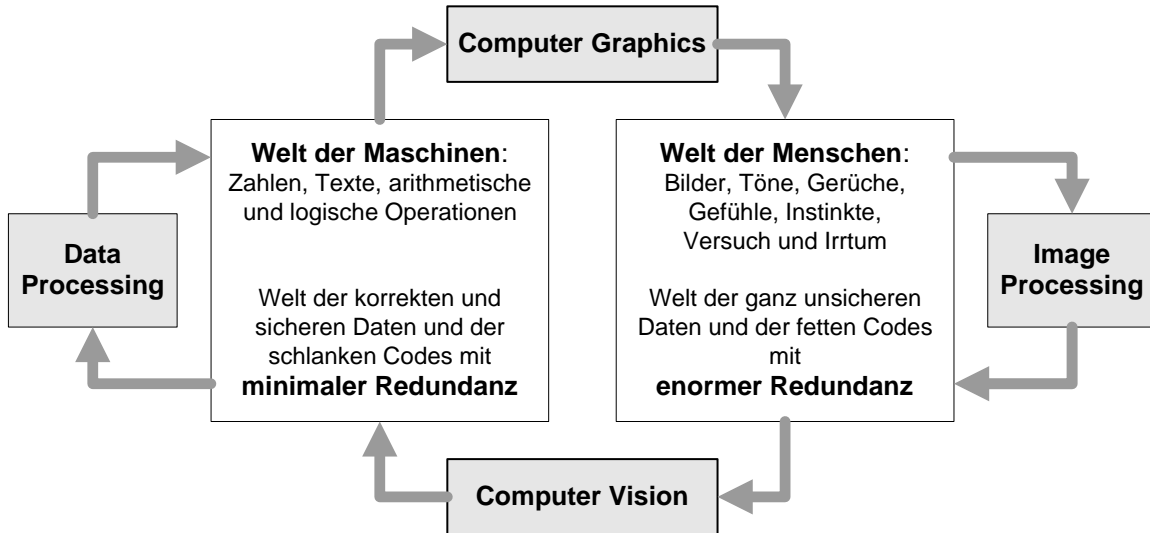 Computer Graphics
Welt der Maschinen:
Zahlen, Texte, arithmetische
und logische Operationen
Welt der korrekten und
sicheren Daten und der
schlanken Codes mit
minimaler Redundanz
Welt der Menschen:
Bilder, Töne, Gerüche,
Gefühle, Instinkte,
Versuch und Irrtum
Welt der ganz unsicheren
Daten und der fetten Codes
mit
enormer Redundanz
Data
Processing
Image
Processing
Computer Vision